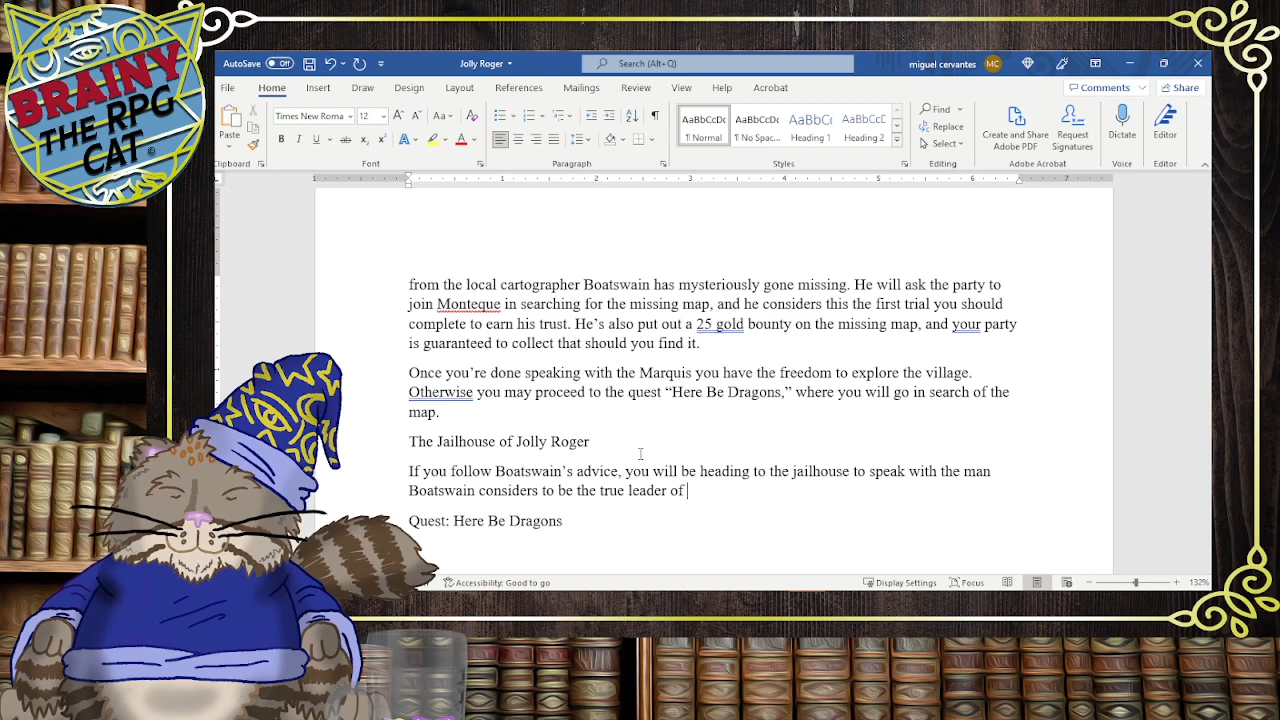 BRAINY
THE RPG
CAT ©
AutoSave Off
Jolly Roger
Search (Alt+Q)
miguel cervantes MC
File Home Insert Draw Design Layout References Mailings Review View Help Acrobat
Comments Share
Paste
Times New Roma 12
AaBbCcDc AaBbCcDc AaBbCc AaBbCcE
¶ Normal ¶ No Spac... Heading 1 Heading 2
Find
Replace
Select
Create and Share Adobe PDF
Request Signatures
Dictate
Editor
Clipboard Font Paragraph Styles Editing Adobe Acrobat Voice Editor
1 1 2 3 4 5 6 7
from the local cartographer Boatswain has mysteriously gone missing. He will ask the party to
join Monteque in searching for the missing map, and he considers this the first trial you should
complete to earn his trust. He's also put out a 25 gold bounty on the missing map, and your party
is guaranteed to collect that should you find it.
Once you're done speaking with the Marquis you have the freedom to explore the village.
Otherwise you may proceed to the quest “Here Be Dragons,” where you will go in search of the
map.
The Jailhouse of Jolly Roger
If you follow Boatswain's advice, you will be heading to the jailhouse to speak with the man
Boatswain considers to be the true leader of
Quest: Here Be Dragons
Accessibility: Good to go
Display Settings Focus 132%